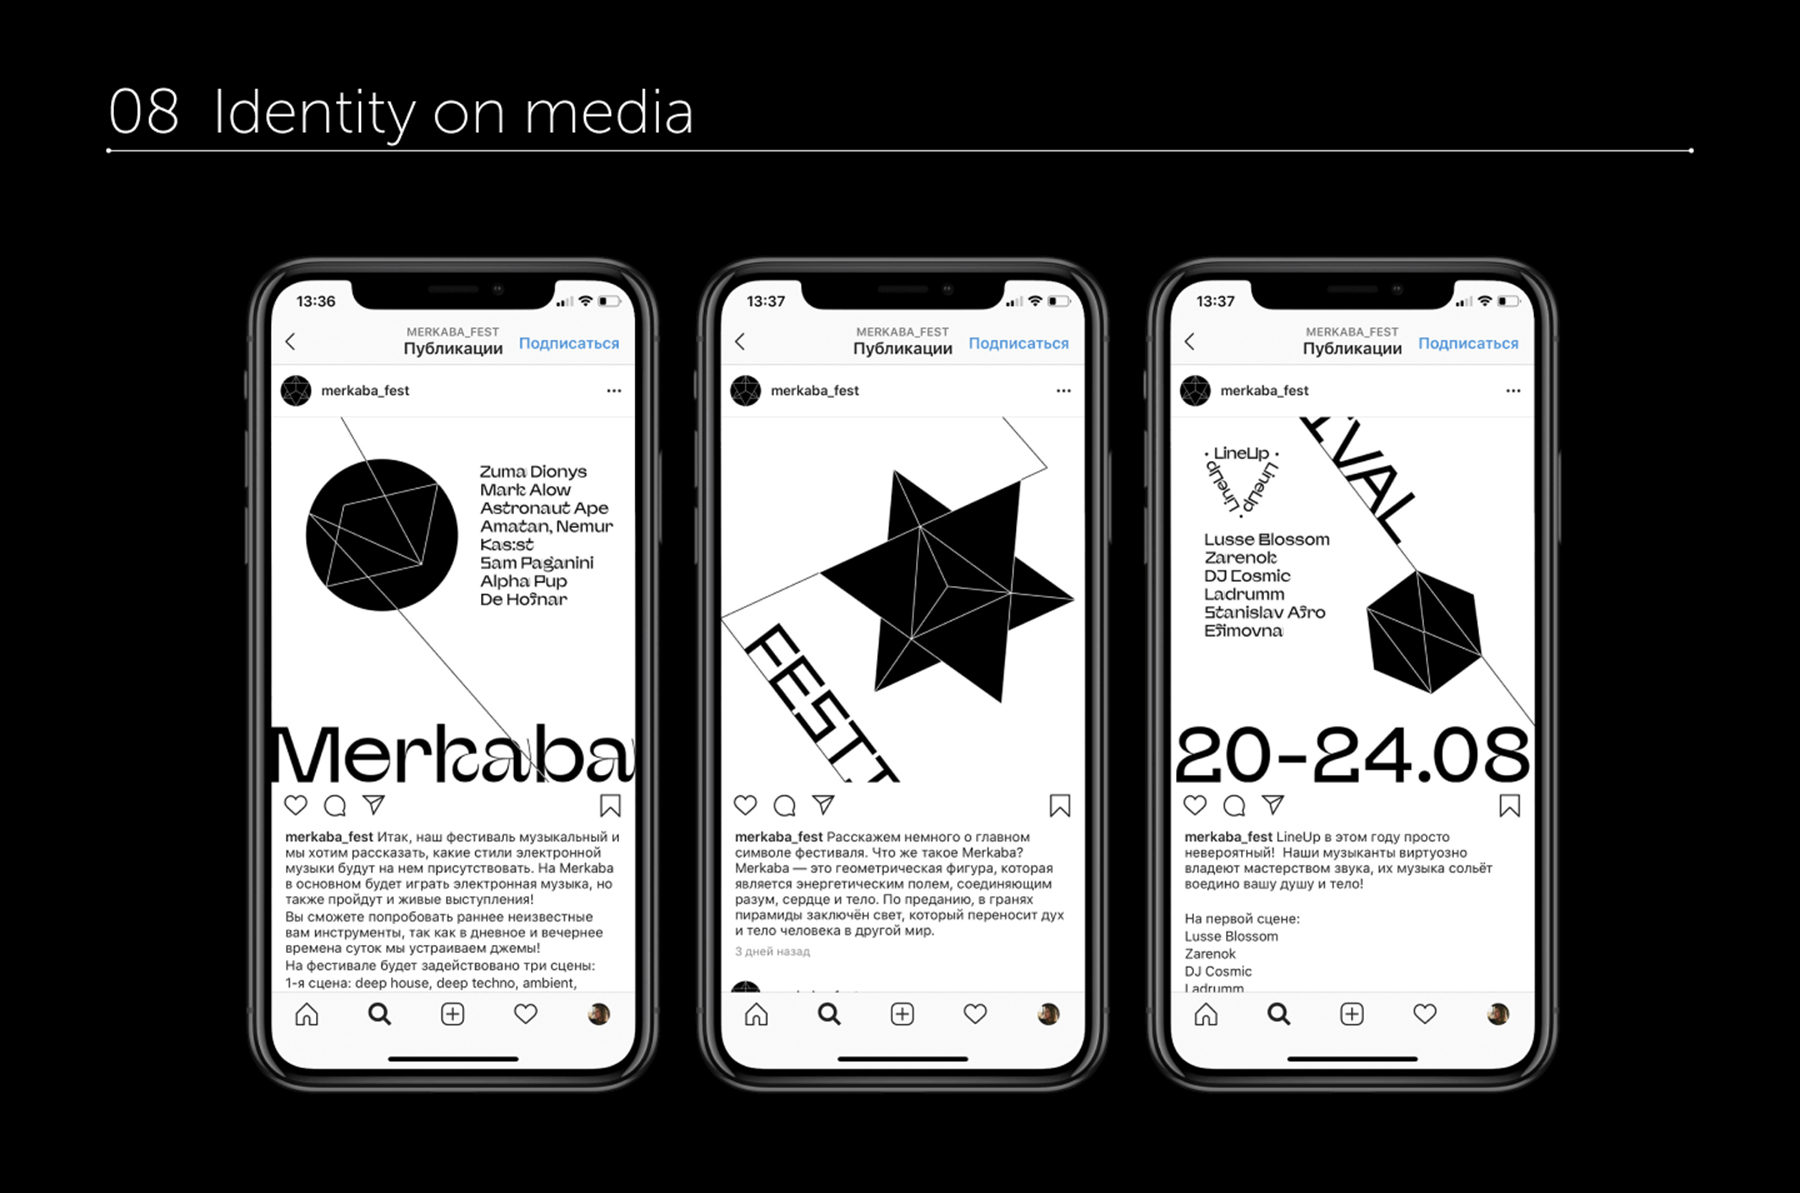 08 Identity on media
13:36
MERKABA_FEST
Публикации
Подписаться
merkaba_fest
Zuma Dionys
Mark Alow
Astronaut Ape
Amatan, Nemur
Kas:st
Sam Paganini
Alpha Pup
De Hofnar
Merkaba
merkaba_fest Итак, наш фестиваль музыкальный и
мы хотим рассказать, какие стили электронной
музыки будут на нем присутствовать. На Merkaba
в основном будет играть электронная музыка, но
также пройдут и живые выступления!
Вы сможете попробовать раннее неизвестные
вам инструменты, так как в дневное и вечернее
времена суток мы устраиваем джемы!
На фестивале будет задействовано три сцены:
1-я сцена: deep house, deep techno, ambient,
13:37
MERKABA_FEST
Публикации
Подписаться
merkaba_fest
FESTI
merkaba_fest Расскажем немного о главном
символе фестиваля. Что же такое Merkaba?
Merkaba — это геометрическая фигура, которая
является энергетическим полем, соединяющим
разум, сердце и тело. По преданию, в гранях
пирамиды заключён свет, который переносит дух
и тело человека в другой мир.
3 дней назад
13:37
MERKABA_FEST
Публикации
Подписаться
merkaba_fest
IVAL
• LineUp •
LineUp
LineUp
Lusse Blossom
Zarenok
DJ Cosmic
Ladrumm
Stanislav Afro
Efimovna
20-24.08
merkaba_fest LineUp в этом году просто
невероятный! Наши музыканты виртуозно
владеют мастерством звука, их музыка сольёт
воедино вашу душу и тело!
На первой сцене:
Lusse Blossom
Zarenok
DJ Cosmic
Ladrumm